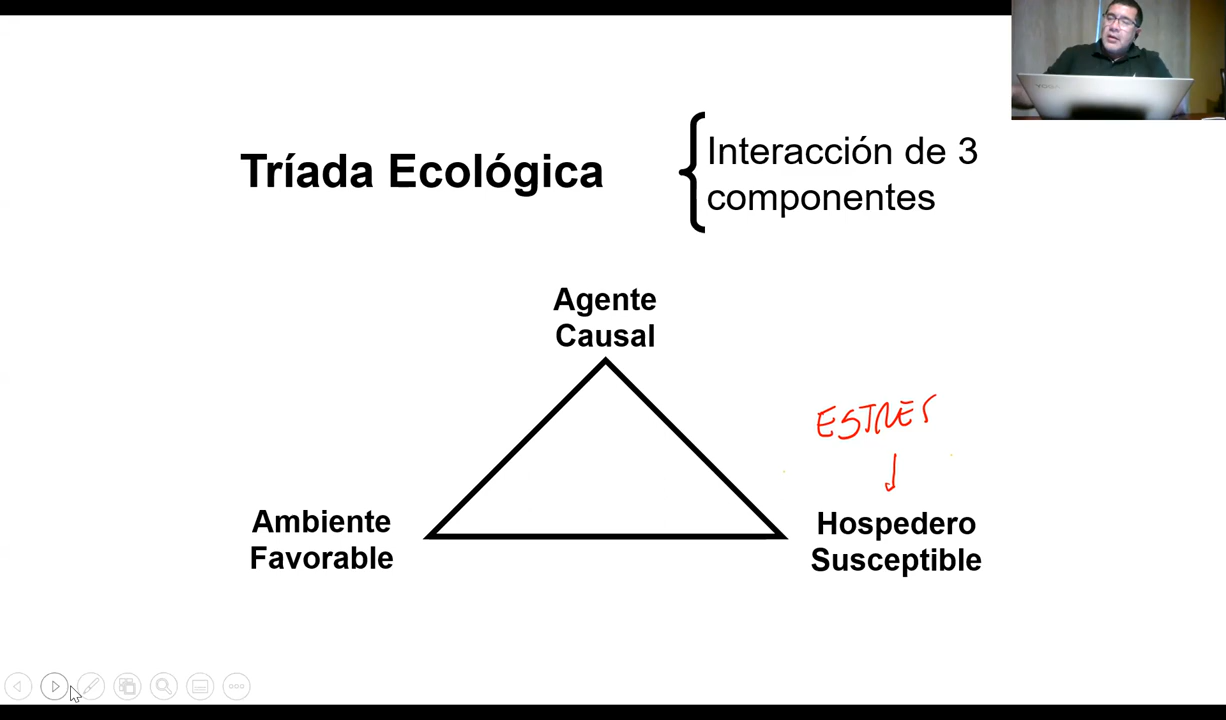 Tríada Ecológica
Interacción de 3
componentes
Agente
Causal
ESTRES
Ambiente
Favorable
Hospedero
Susceptible